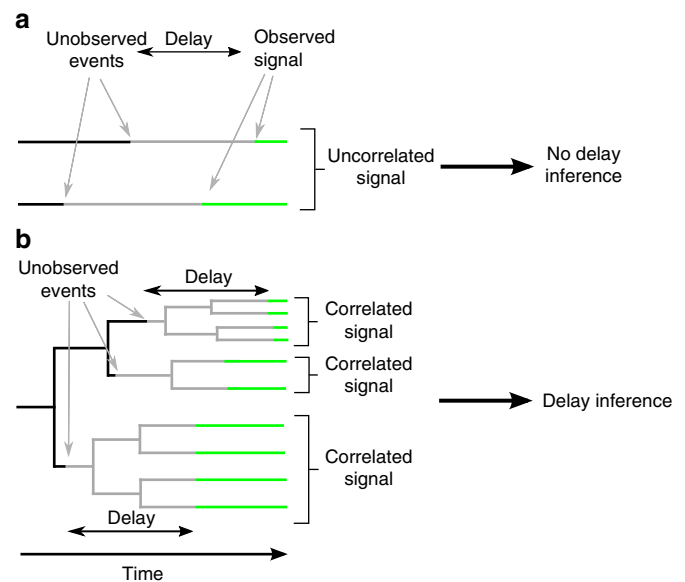 a
Unobserved
events
Delay
Observed
signal
Uncorrelated
signal
No delay
inference
b
Unobserved
events
Delay
Correlated
signal
Correlated
signal
Delay inference
Correlated
signal
Delay
Time